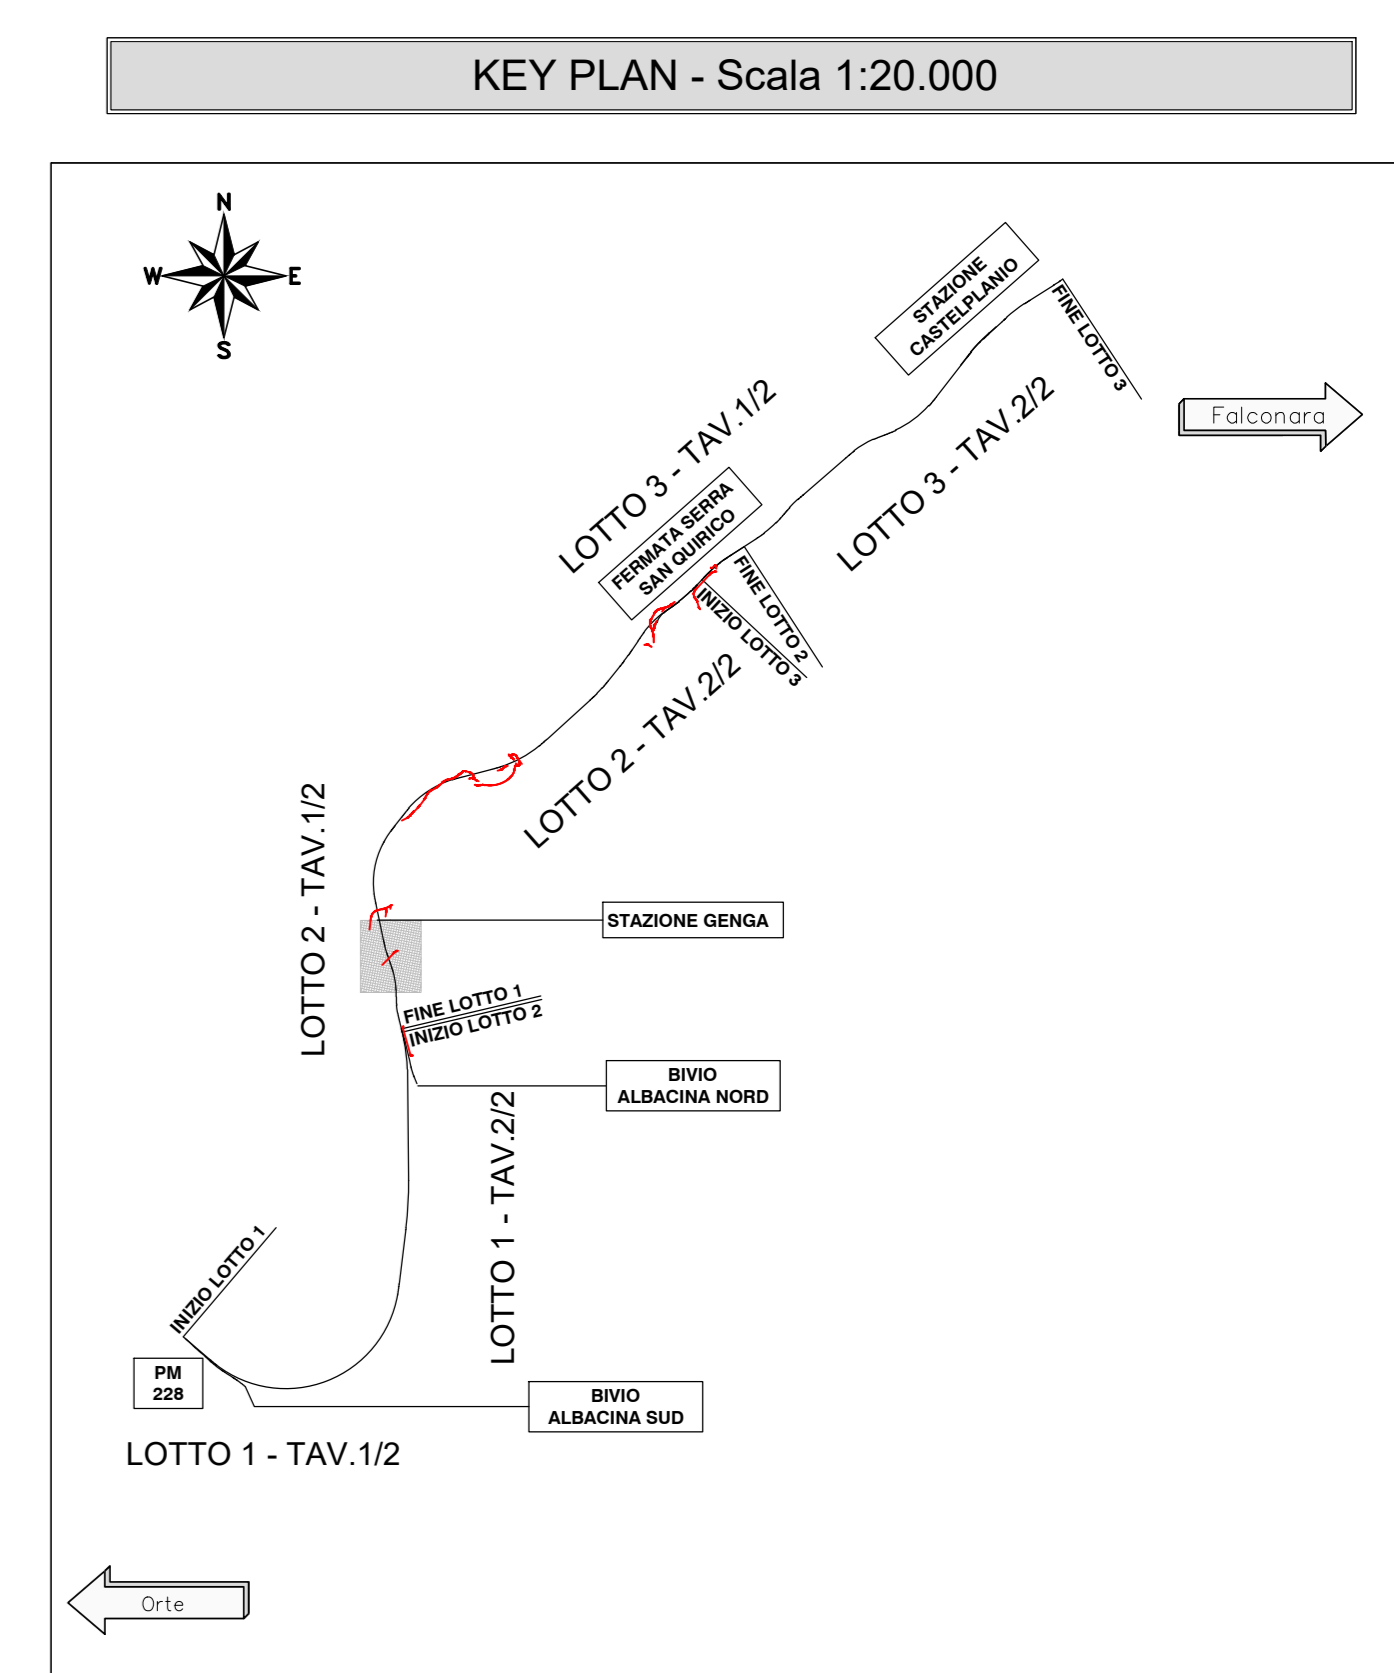 KEY PLAN - Scala 1:20.000
N
W
E
S
STAZIONE
CASTELPLANIO
FINE LOTTO 3
Falconara
LOTTO 3 - TAV.1/2
LOTTO 3 - TAV.2/2
FERMATA SERRA
SAN QUIRICO
FINE LOTTO 2
INIZIO LOTTO 3
LOTTO 2 - TAV.2/2
LOTTO 2 - TAV.1/2
STAZIONE GENGA
FINE LOTTO 1
INIZIO LOTTO 2
BIVIO
ALBACINA NORD
LOTTO 1 - TAV.2/2
INIZIO LOTTO 1
PM
228
BIVIO
ALBACINA SUD
LOTTO 1 - TAV.1/2
Orte